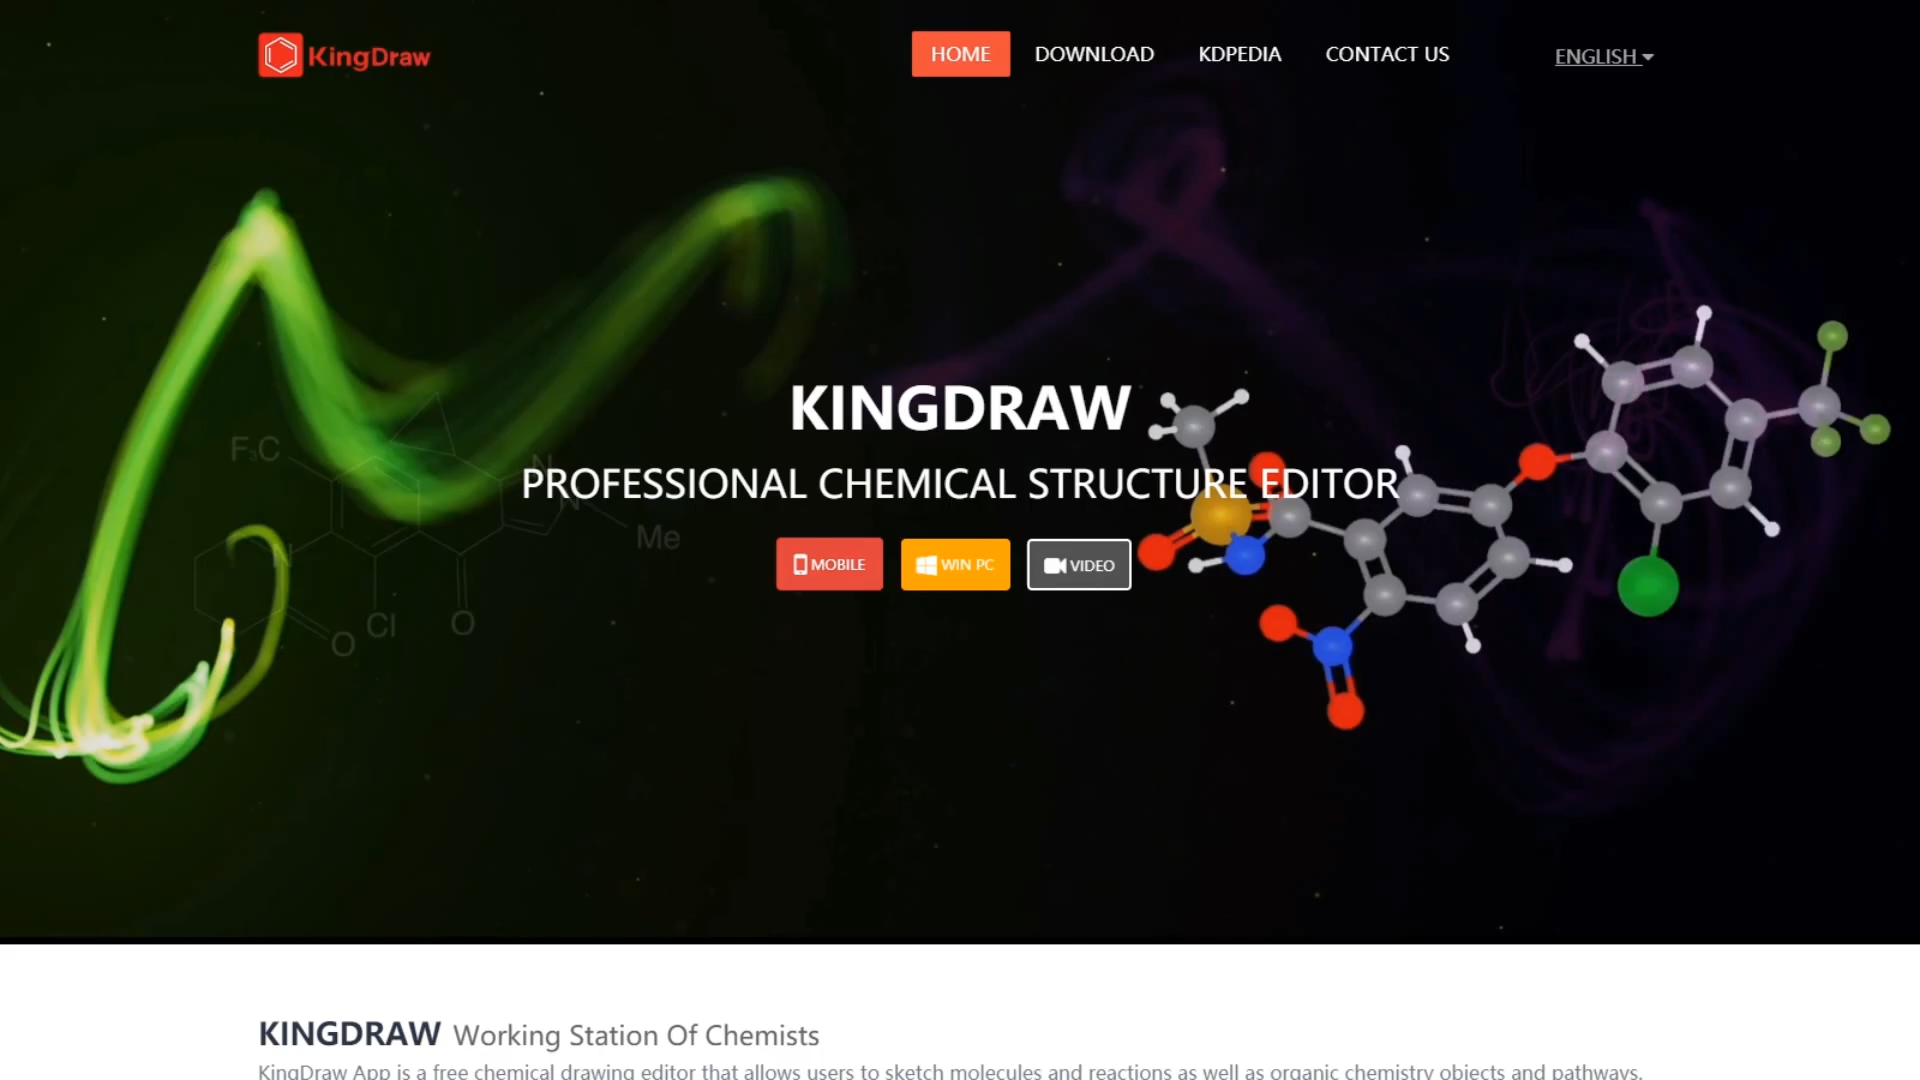 KingDraw
HOME DOWNLOAD KDPEDIA CONTACT US ENGLISH
KINGDRAW
PROFESSIONAL CHEMICAL STRUCTURE EDITOR
MOBILE WIN PC VIDEO
F₃C
N
N
Me
N
O
Cl
O
KINGDRAW Working Station Of Chemists
KingDraw App is a free chemical drawing editor that allows users to sketch molecules and reactions as well as organic chemistry objects and pathways.